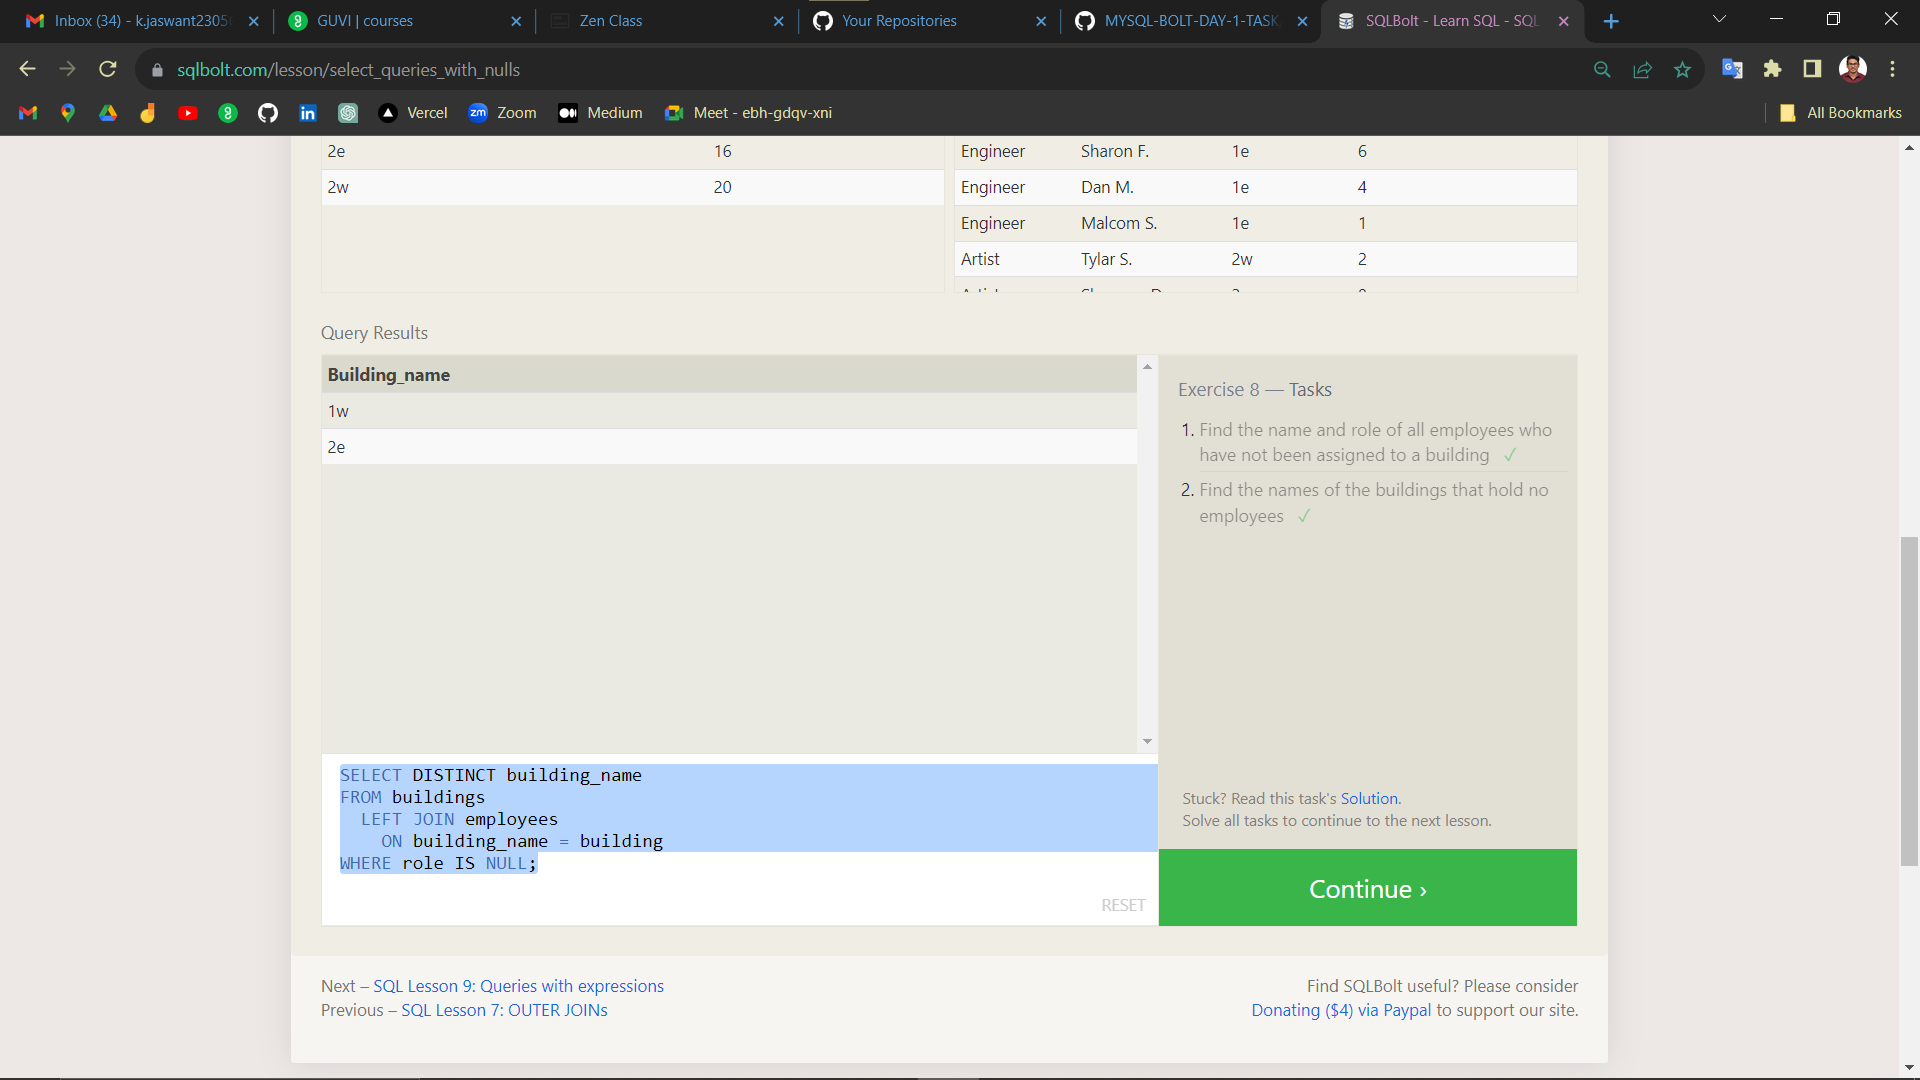 Inbox (34) - k.jaswant2305
GUVI | courses
Zen Class
Your Repositories
MYSQL-BOLT-DAY-1-TASK
SQLBolt - Learn SQL - SQL
sqlbolt.com/lesson/select_queries_with_nulls
Vercel
zm Zoom
Medium
Meet - ebh-gdqv-xni
All Bookmarks
2e 16
2w 20
Engineer Sharon F. 1e 6
Engineer Dan M. 1e 4
Engineer Malcom S. 1e 1
Artist Tylar S. 2w 2
Query Results
Building_name
1w
2e
Exercise 8 — Tasks
1. Find the name and role of all employees who
have not been assigned to a building ✓
2. Find the names of the buildings that hold no
employees ✓
SELECT DISTINCT building_name
FROM buildings
LEFT JOIN employees
ON building_name = building
WHERE role IS NULL;
RESET
Stuck? Read this task's Solution.
Solve all tasks to continue to the next lesson.
Continue ›
Next – SQL Lesson 9: Queries with expressions
Previous – SQL Lesson 7: OUTER JOINs
Find SQLBolt useful? Please consider
Donating ($4) via Paypal to support our site.